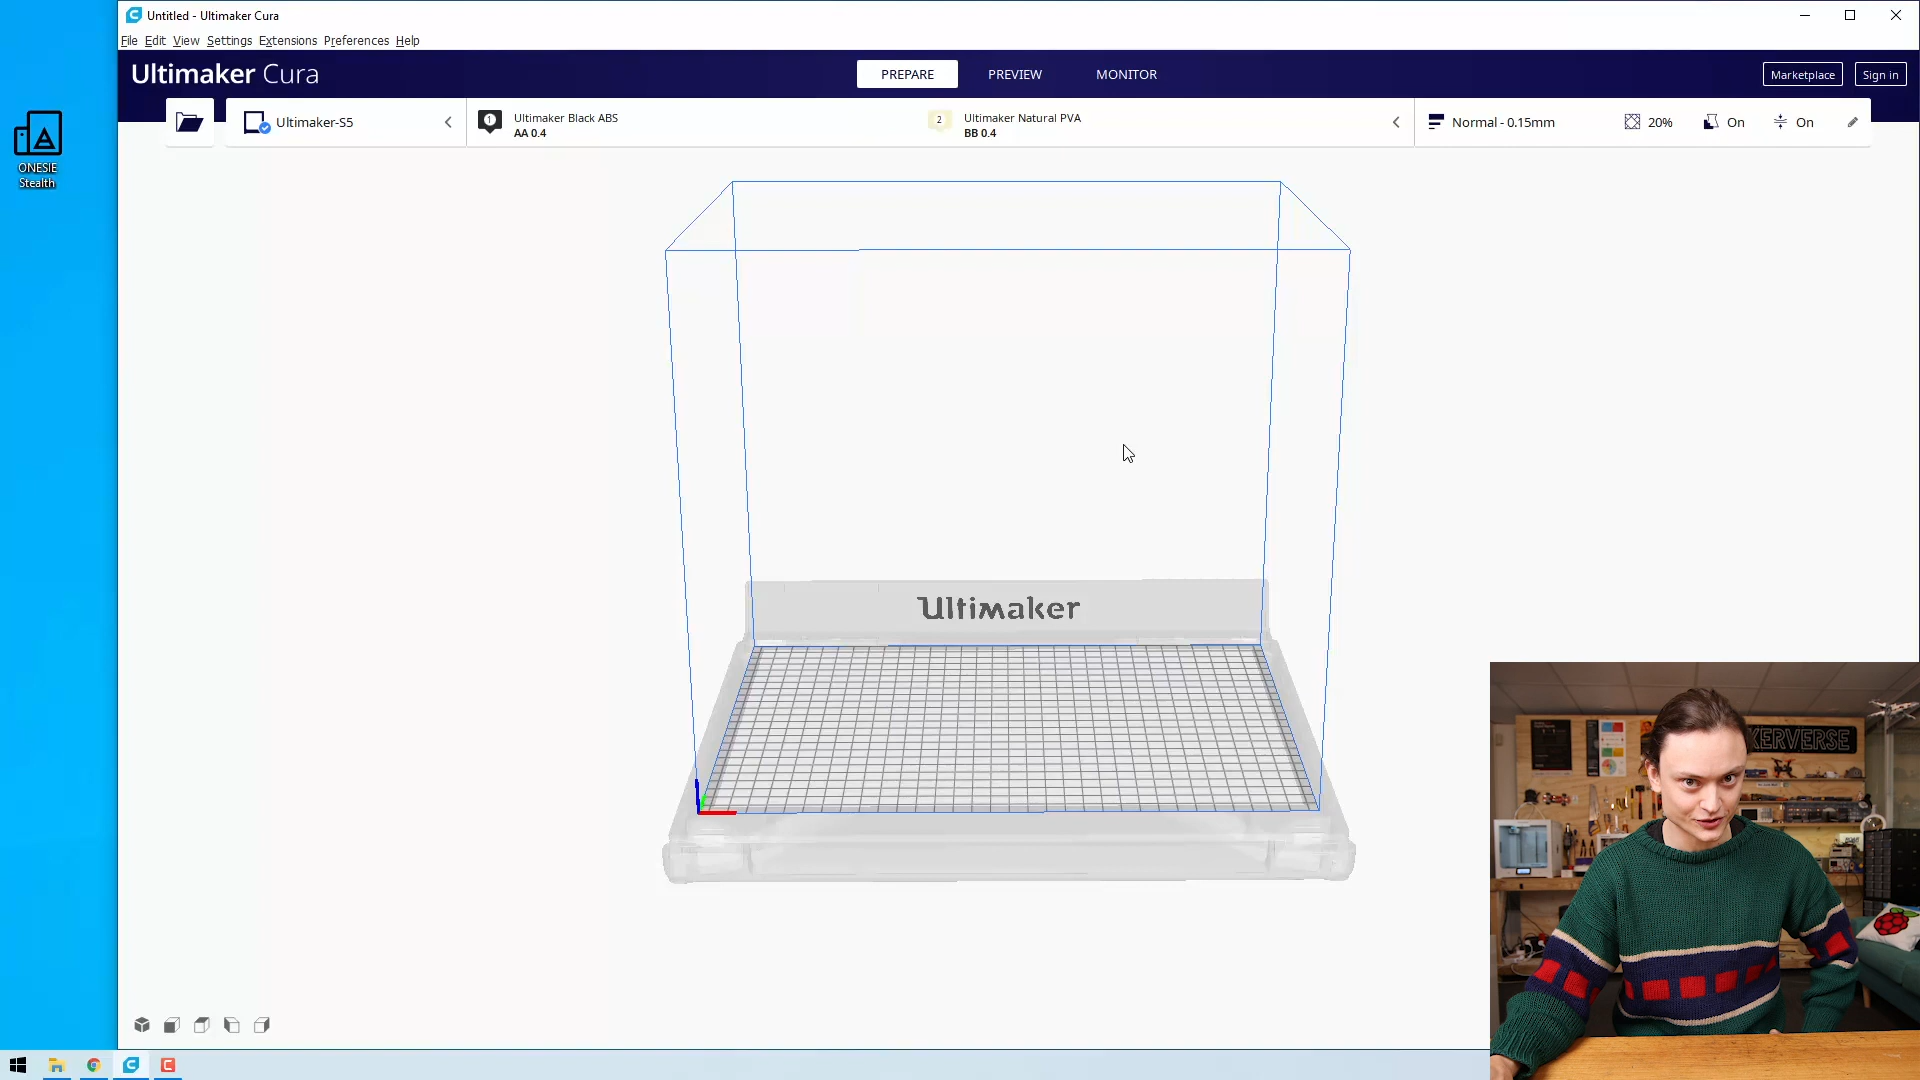 Untitled - Ultimaker Cura
File Edit View Settings Extensions Preferences Help
Ultimaker Cura
PREPARE
PREVIEW
MONITOR
Marketplace
Sign in
Ultimaker-S5
1
Ultimaker Black ABS
AA 0.4
2
Ultimaker Natural PVA
BB 0.4
Normal - 0.15mm
20%
On
On
ONESIE
Stealth
Ultimaker
KERVERSE